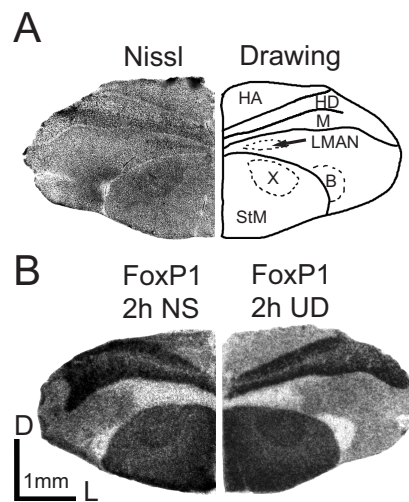 A
Nissl
Drawing
HA
HD
M
LMAN
X
B
StM
B
FoxP1
2h NS
FoxP1
2h UD
D
1mm
L